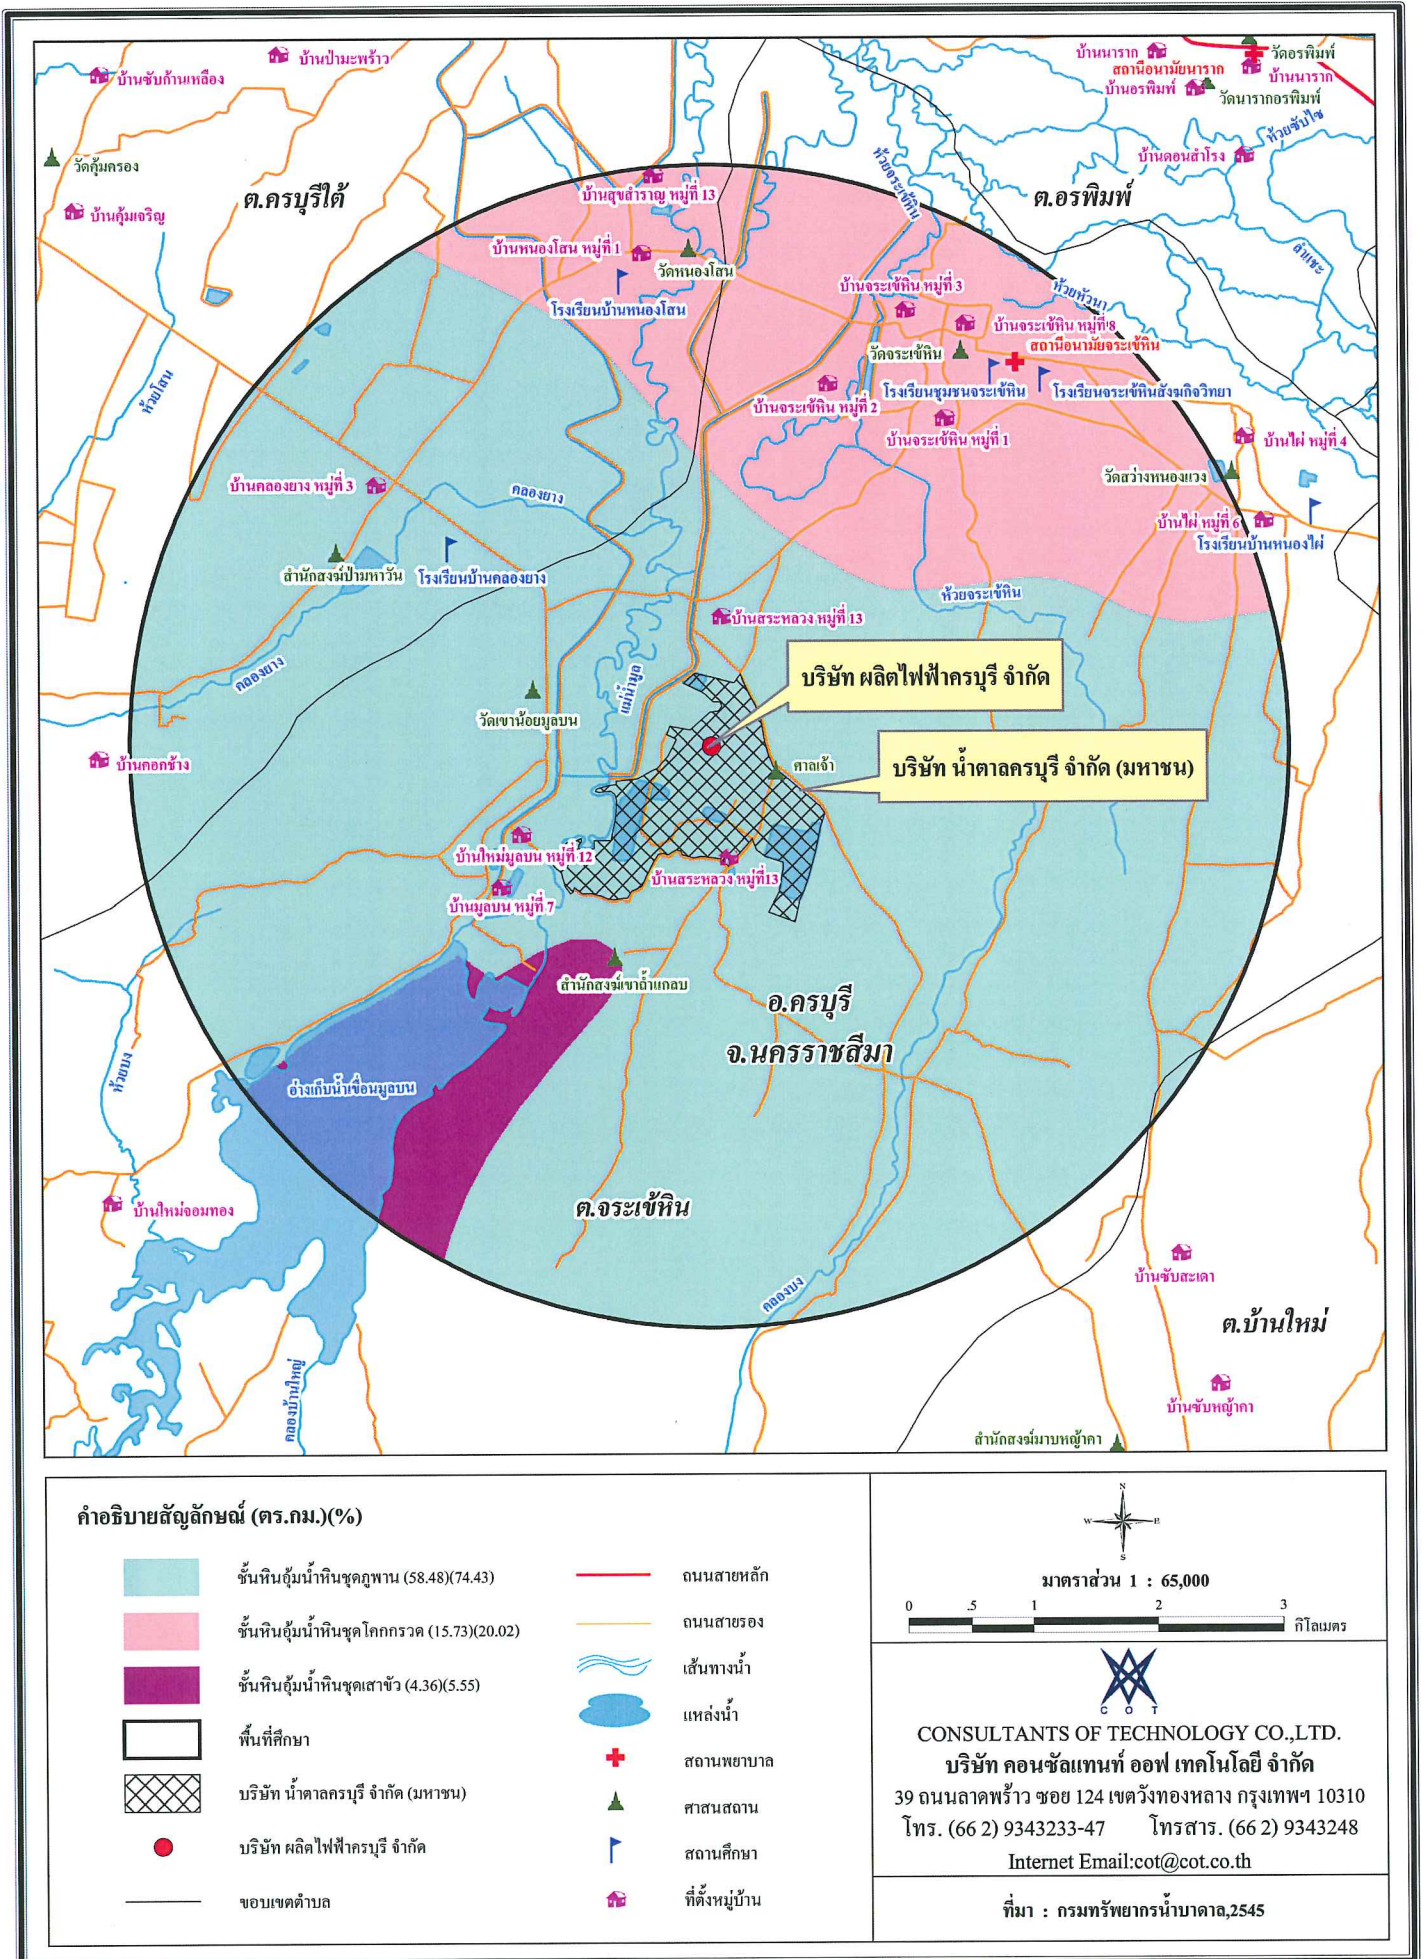 บ้านซับก้านเหลือง
บ้านป่ามะพร้าว
บ้านนาราก
วัดอรพิมพ์
สถานีอนามัยนาราก
บ้านนาราก
บ้านอรพิมพ์
วัดนารากอรพิมพ์
ห้วยซับไซ
บ้านดอนสำโรง
วัดคุ้มครอง
บ้านคุ้มเจริญ
ต.ครบุรีใต้
บ้านสุขสำราญ หมู่ที่ 13
ห้วยจระเข้หิน
ต.อรพิมพ์
ลำแชะ
บ้านหนองโสน หมู่ที่ 1
วัดหนองโสน
โรงเรียนบ้านหนองโสน
บ้านจระเข้หิน หมู่ที่ 3
ห้วยหัวนา
บ้านจระเข้หิน หมู่ที่ 8
สถานีอนามัยจระเข้หิน
วัดจระเข้หิน
โรงเรียนชุมชนจระเข้หิน
โรงเรียนจระเข้หินสังฆกิจวิทยา
บ้านจระเข้หิน หมู่ที่ 2
บ้านจระเข้หิน หมู่ที่ 1
ห้วยโสน
บ้านไผ่ หมู่ที่ 4
วัดสว่างหนองแวง
บ้านไผ่ หมู่ที่ 6
โรงเรียนบ้านหนองไผ่
บ้านคลองยาง หมู่ที่ 3
คลองยาง
สำนักสงฆ์ป่ามหาวัน
โรงเรียนบ้านคลองยาง
ห้วยจระเข้หิน
บ้านสระหลวง หมู่ที่ 13
คลองยาง
แม่น้ำมูล
บริษัท ผลิตไฟฟ้าครบุรี จำกัด
วัดเขาน้อยมูลบน
บ้านคอกช้าง
ศาลเจ้า
บริษัท น้ำตาลครบุรี จำกัด (มหาชน)
บ้านใหม่มูลบน หมู่ที่ 12
บ้านสระหลวง หมู่ที่13
บ้านมูลบน หมู่ที่ 7
สำนักสงฆ์เขาถ้ำแกลบ
อ.ครบุรี
จ.นครราชสีมา
ห้วยบง
อ่างเก็บน้ำเขื่อนมูลบน
บ้านใหม่จอมทอง
ต.จระเข้หิน
คลองบง
บ้านซับสะเดา
ต.บ้านใหม่
คลองบ้านใหญ่
บ้านซับหญ้าคา
สำนักสงฆ์มาบหญ้าคา
คำอธิบายสัญลักษณ์ (ตร.กม.)(%)
ชั้นหินอุ้มน้ำหินชุดภูพาน (58.48)(74.43)
ชั้นหินอุ้มน้ำหินชุดโคกกรวด (15.73)(20.02)
ชั้นหินอุ้มน้ำหินชุดเสาขัว (4.36)(5.55)
พื้นที่ศึกษา
บริษัท น้ำตาลครบุรี จำกัด (มหาชน)
บริษัท ผลิตไฟฟ้าครบุรี จำกัด
ขอบเขตตำบล
ถนนสายหลัก
ถนนสายรอง
เส้นทางน้ำ
แหล่งน้ำ
สถานพยาบาล
ศาสนสถาน
สถานศึกษา
ที่ตั้งหมู่บ้าน
N
W E
S
มาตราส่วน 1 : 65,000
0 .5 1 2 3
กิโลเมตร
C O T
CONSULTANTS OF TECHNOLOGY CO.,LTD.
บริษัท คอนซัลแทนท์ ออฟ เทคโนโลยี จำกัด
39 ถนนลาดพร้าว ซอย 124 เขตวังทองหลาง กรุงเทพฯ 10310
โทร. (66 2) 9343233-47 โทรสาร. (66 2) 9343248
Internet Email:cot@cot.co.th
ที่มา : กรมทรัพยากรน้ำบาดาล,2545